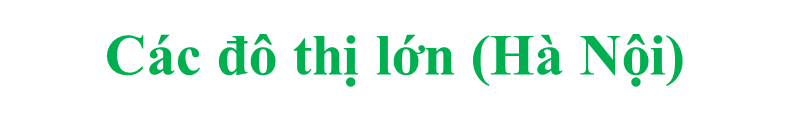 Các đô thị lớn (Hà Nội)